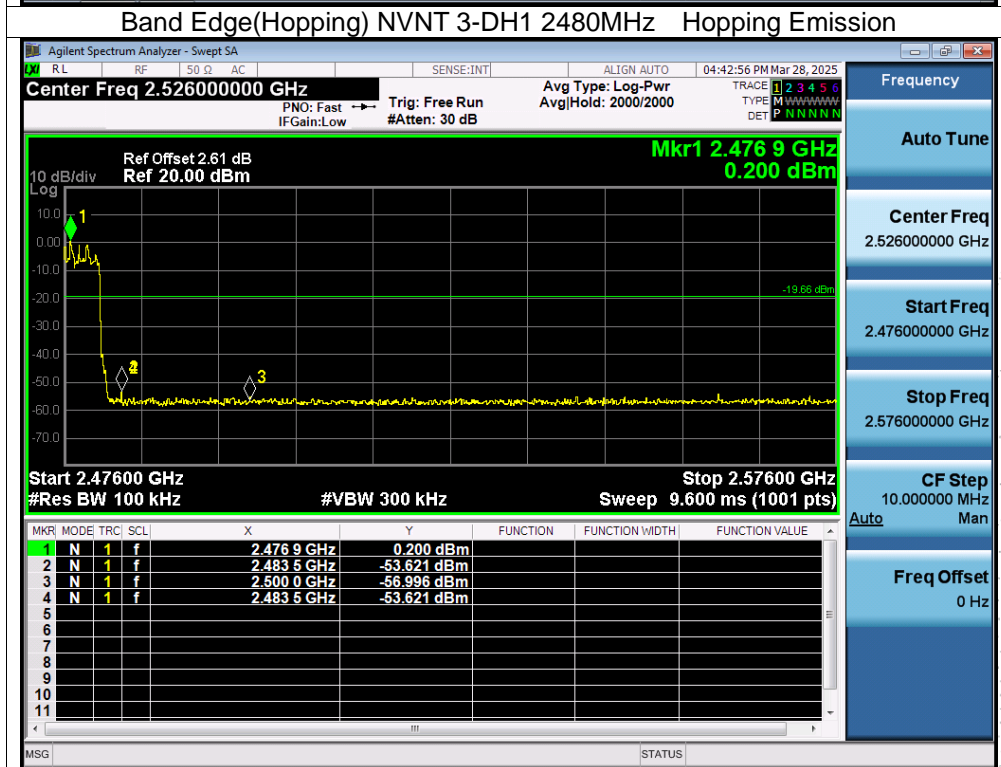 Band Edge(Hopping) NVNT 3-DH1 2480MHz Hopping Emission
Agilent Spectrum Analyzer - Swept SA
LXI RL RF 50 Ω AC SENSE:INT ALIGN AUTO 04:42:56 PM Mar 28, 2025
Center Freq 2.526000000 GHz
PNO: Fast
IFGain:Low
Trig: Free Run
#Atten: 30 dB
Avg Type: Log-Pwr
Avg|Hold: 2000/2000
TRACE 1 2 3 4 5 6
TYPE M W W W W W
DET P N N N N N
Ref Offset 2.61 dB
10 dB/div Ref 20.00 dBm
Log
Mkr1 2.476 9 GHz
0.200 dBm
10.0
0.00
-10.0
-20.0
-30.0
-40.0
-50.0
-60.0
-70.0
1
2
3
-19.66 dBm
Start 2.47600 GHz Stop 2.57600 GHz
#Res BW 100 kHz #VBW 300 kHz Sweep 9.600 ms (1001 pts)
MKR MODE TRC SCL X Y FUNCTION FUNCTION WIDTH FUNCTION VALUE
1 N 1 f 2.476 9 GHz 0.200 dBm
2 N 1 f 2.483 5 GHz -53.621 dBm
3 N 1 f 2.500 0 GHz -56.996 dBm
4 N 1 f 2.483 5 GHz -53.621 dBm
5
6
7
8
9
10
11
MSG STATUS
Frequency
Auto Tune
Center Freq
2.526000000 GHz
Start Freq
2.476000000 GHz
Stop Freq
2.576000000 GHz
CF Step
10.000000 MHz
Auto Man
Freq Offset
0 Hz